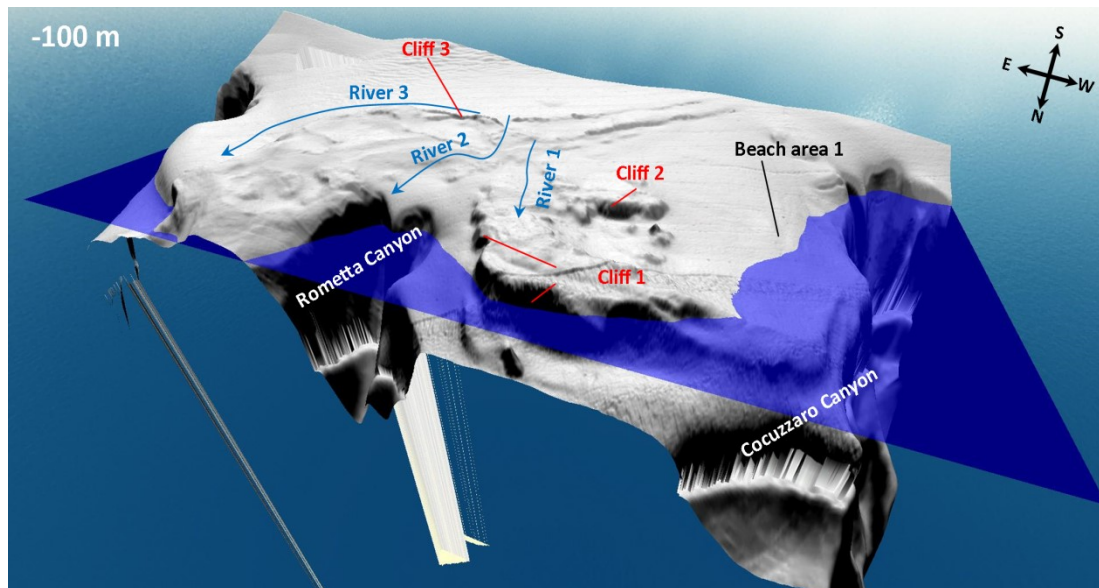 -100 m
Cliff 3
S
E
W
N
River 3
River 2
River 1
Beach area 1
Cliff 2
Rometta Canyon
Cliff 1
Cocuzzaro Canyon